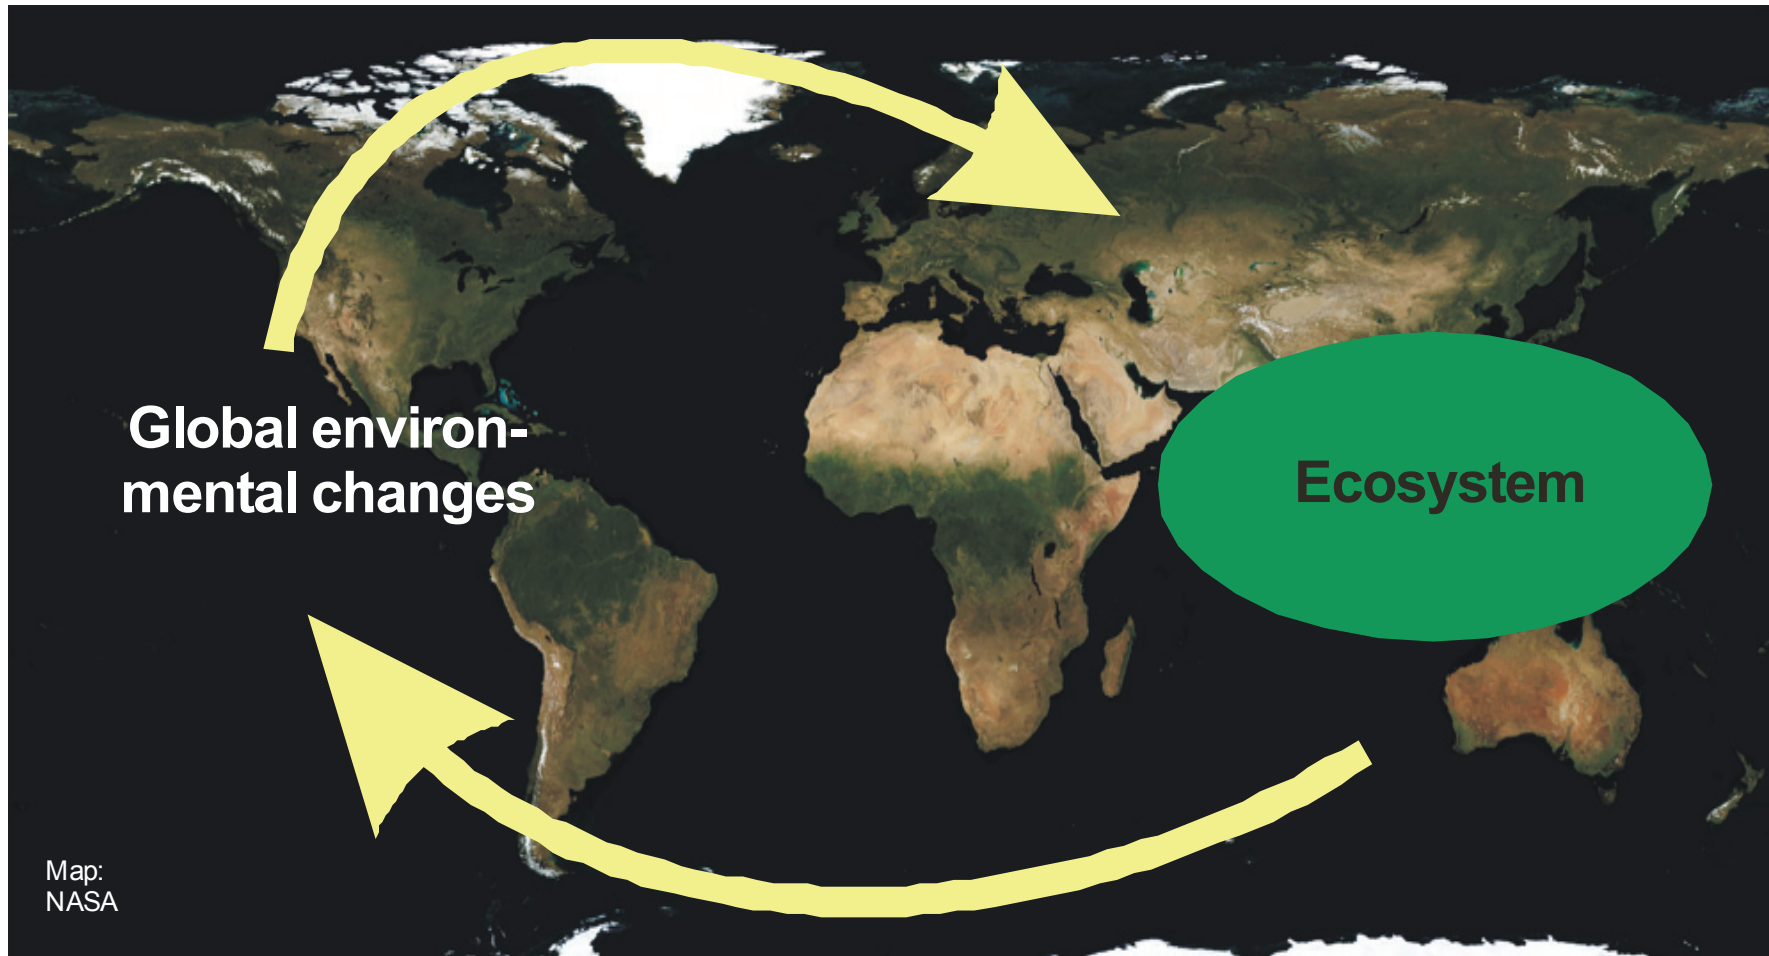 Global environ-
mental changes
Ecosystem
Map:
NASA